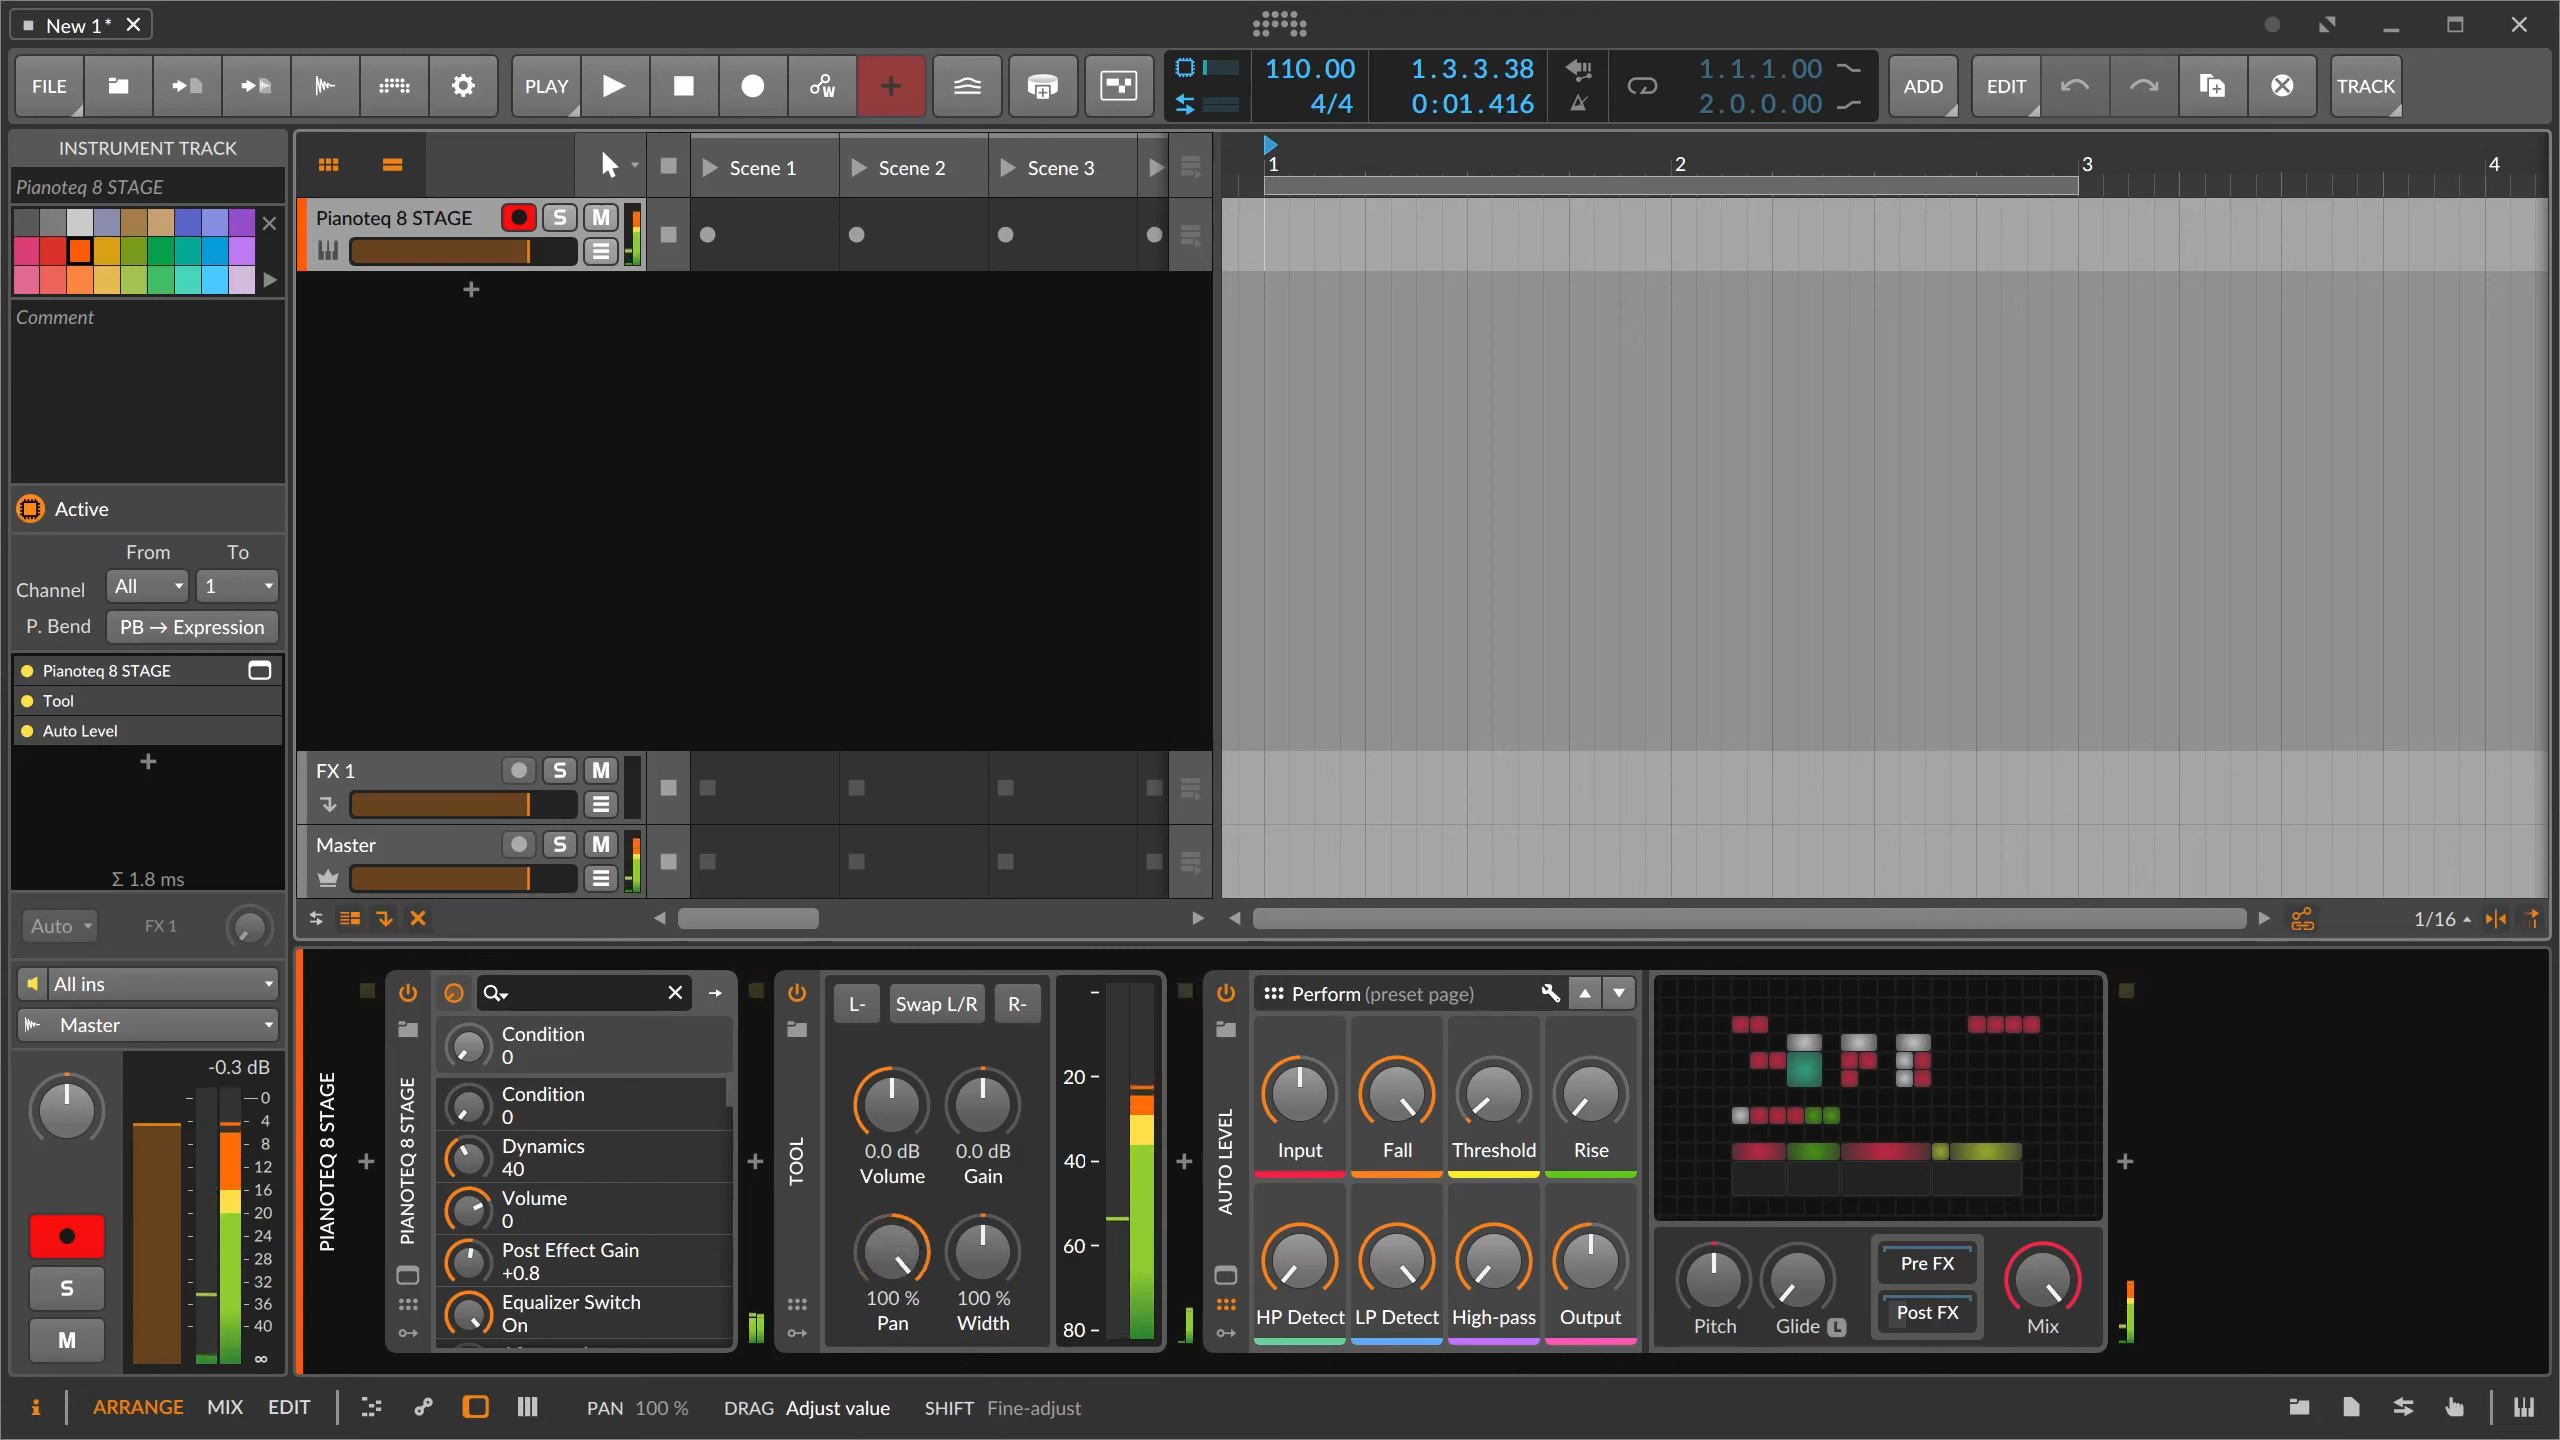 New 1*
FILE
PLAY
110.00
4/4
1.3.3.38
0:01.416
1.1.1.00
2.0.0.00
ADD
EDIT
TRACK
INSTRUMENT TRACK
Pianoteq 8 STAGE
Comment
Active
From To
Channel All 1
P. Bend PB → Expression
Pianoteq 8 STAGE
Tool
Auto Level
Σ 1.8 ms
Auto FX 1
All ins
Master
-0.3 dB
0
4
8
12
16
20
24
28
32
36
40
∞
S
M
Scene 1
Scene 2
Scene 3
Pianoteq 8 STAGE S M
FX 1 S M
Master S M
1 2 3 4
1/16
PIANOTEQ 8 STAGE
PIANOTEQ 8 STAGE
Condition
0
Condition
0
Dynamics
40
Volume
0
Post Effect Gain
+0.8
Equalizer Switch
On
TOOL
L- Swap L/R R-
0.0 dB 0.0 dB
Volume Gain
100 % 100 %
Pan Width
20
40
60
80
AUTO LEVEL
Perform (preset page)
Input Fall Threshold Rise
HP Detect LP Detect High-pass Output
Pitch Glide L
Pre FX
Post FX
Mix
i ARRANGE MIX EDIT
PAN 100 % DRAG Adjust value SHIFT Fine-adjust